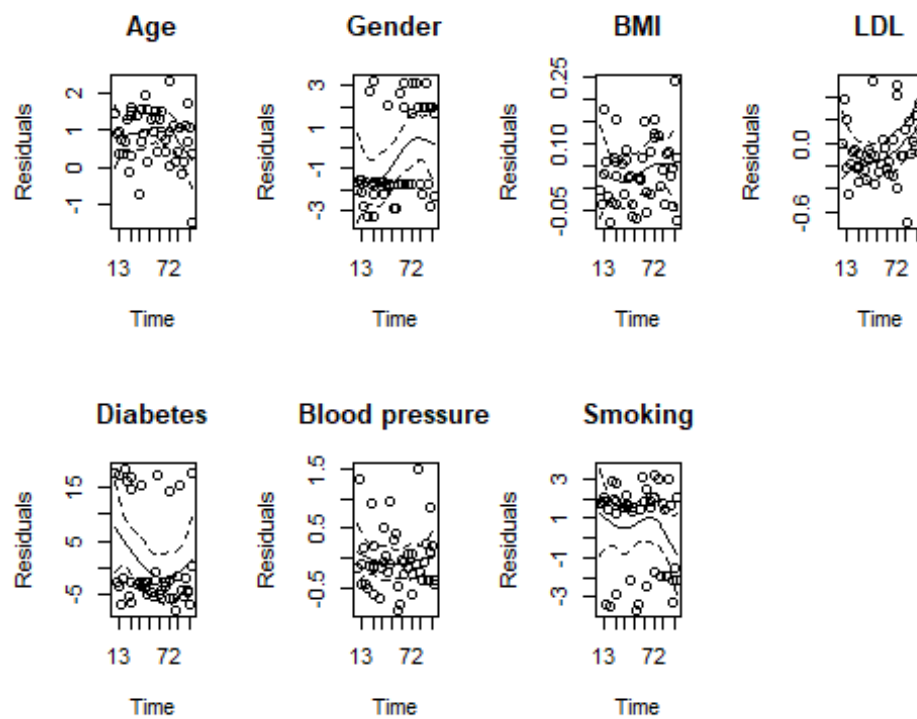 Age
Residuals
2
1
0
-1
13 72
Time
Gender
Residuals
3
1
-1
-3
13 72
Time
BMI
Residuals
0.25
0.10
-0.05
13 72
Time
LDL
Residuals
0.0
-0.6
13 72
Time
Diabetes
Residuals
15
5
-5
13 72
Time
Blood pressure
Residuals
1.5
0.5
-0.5
13 72
Time
Smoking
Residuals
3
1
-1
-3
13 72
Time